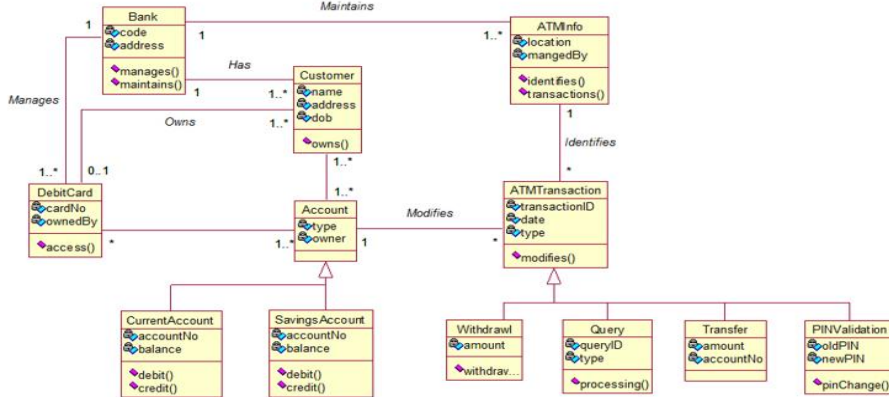 Maintains
Bank
code
address
manages()
maintains()
1
1
1..*
ATMInfo
location
mangedBy
identifies()
transactions()
Has
1
1..*
Customer
name
address
dob
owns()
Manages
Owns
1..*
1..*
0..1
1
Identifies
*
1..*
1..*
DebitCard
cardNo
ownedBy
access()
*
1..*
Account
type
owner
Modifies
1
*
ATMTransaction
transactionID
date
type
modifies()
CurrentAccount
accountNo
balance
debit()
credit()
SavingsAccount
accountNo
balance
debit()
credit()
Withdrawl
amount
withdraw...
Query
queryID
type
processing()
Transfer
amount
accountNo
PINValidation
oldPIN
newPIN
pinChange()